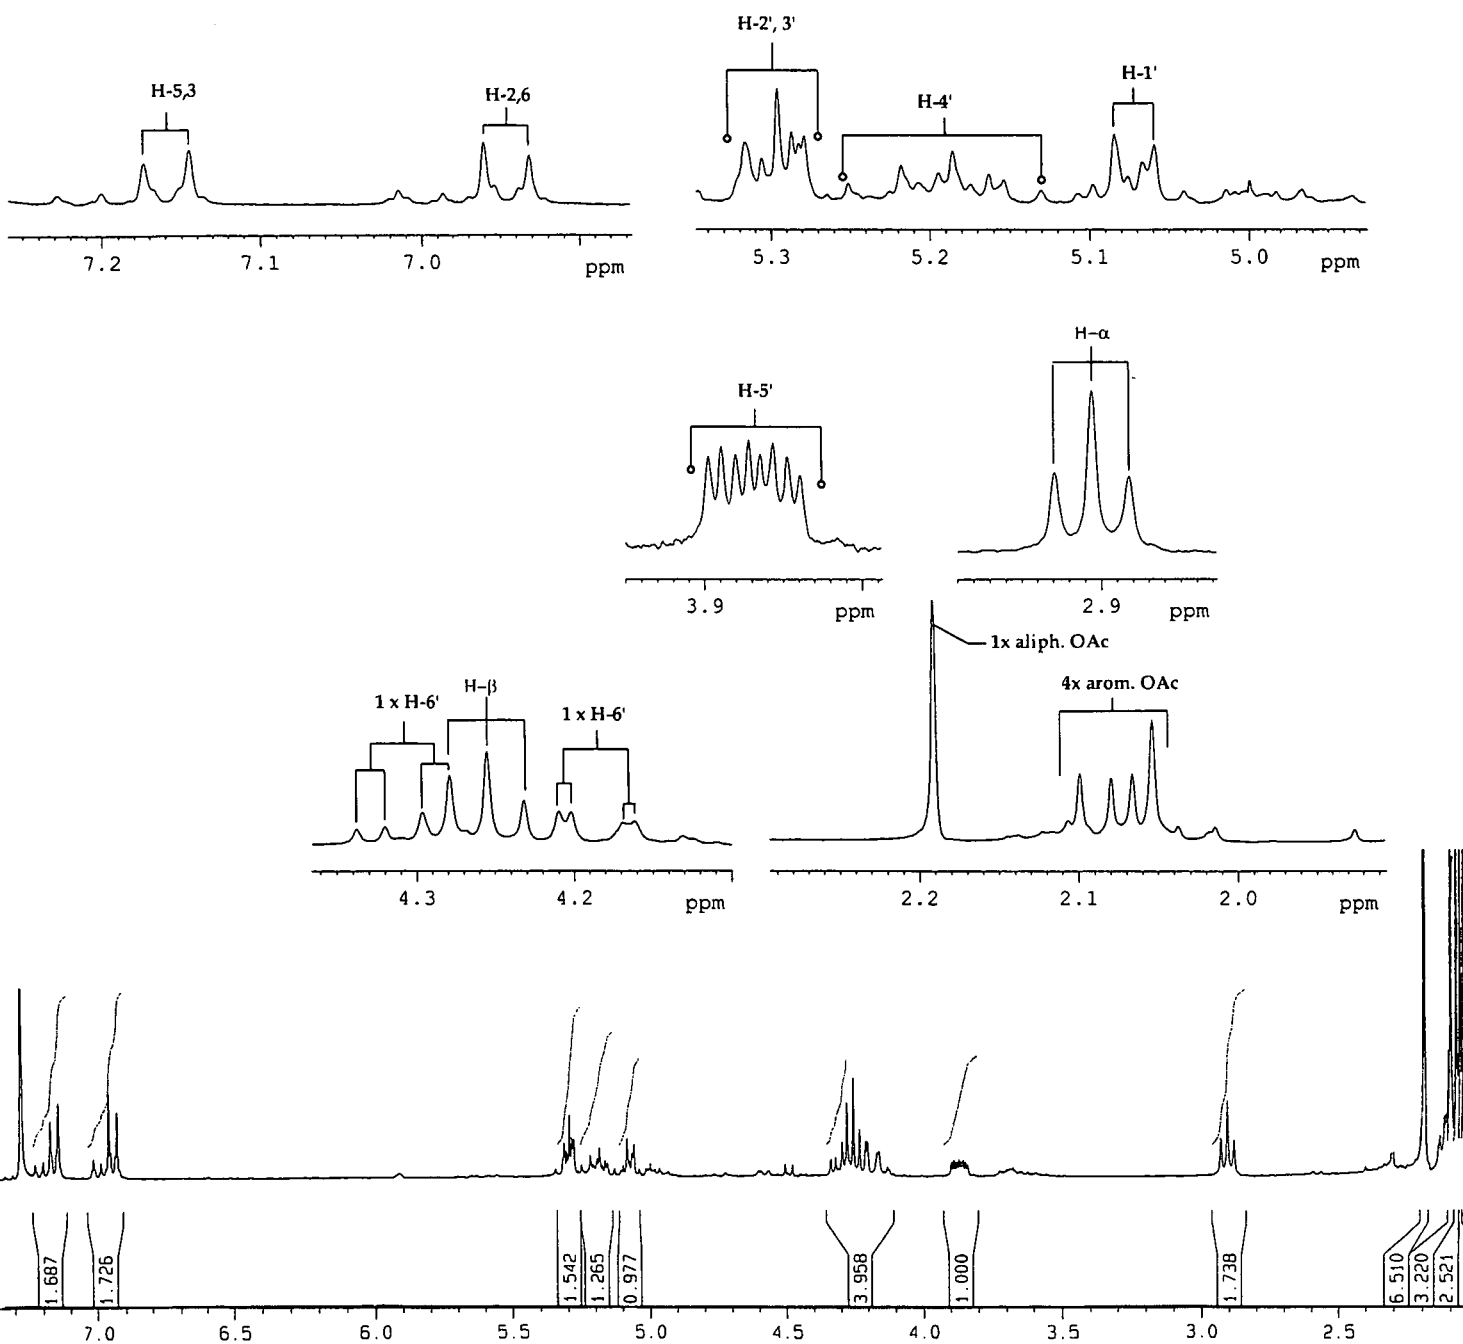 H-2', 3'
H-5,3
H-2,6
H-4'
H-1'
7.2 7.1 7.0 ppm
5.3 5.2 5.1 5.0 ppm
H-α
H-5'
3.9 ppm
2.9 ppm
1x aliph. OAc
4x arom. OAc
1 x H-6'
H-β
1 x H-6'
4.3 4.2 ppm
2.2 2.1 2.0 ppm
1.687
1.726
1.542
1.265
0.977
3.958
1.000
1.738
6.510
3.220
2.521
7.0 6.5 6.0 5.5 5.0 4.5 4.0 3.5 3.0 2.5